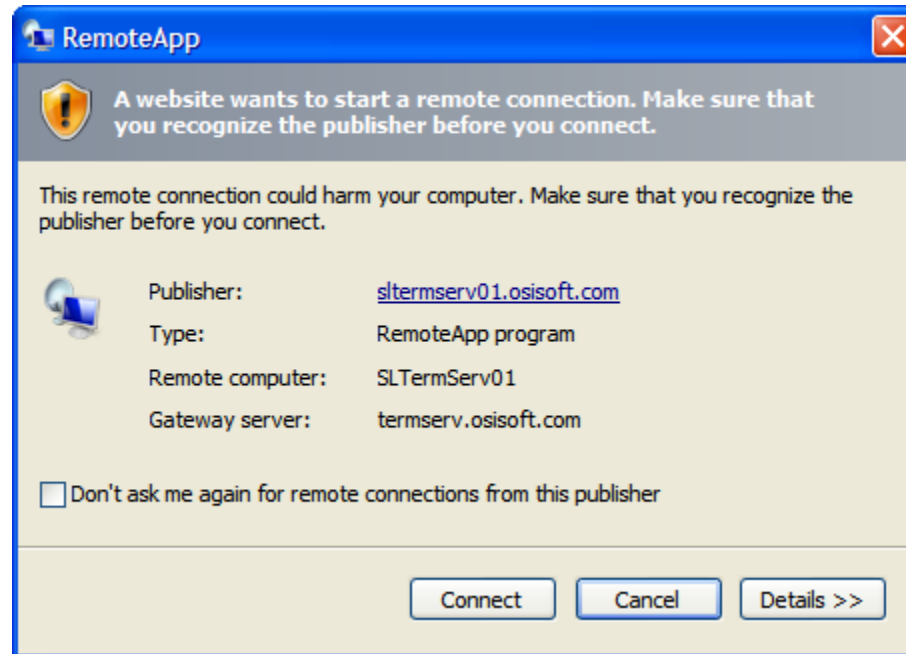 RemoteApp
A website wants to start a remote connection. Make sure that
you recognize the publisher before you connect.
This remote connection could harm your computer. Make sure that you recognize the
publisher before you connect.
Publisher: sltermserv01.osisoft.com
Type: RemoteApp program
Remote computer: SLTermServ01
Gateway server: termserv.osisoft.com
Don't ask me again for remote connections from this publisher
Connect Cancel Details >>